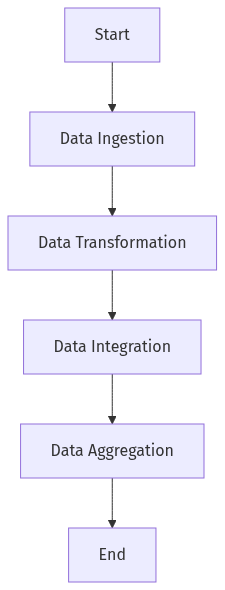 Start
Data Ingestion
Data Transformation
Data Integration
Data Aggregation
End